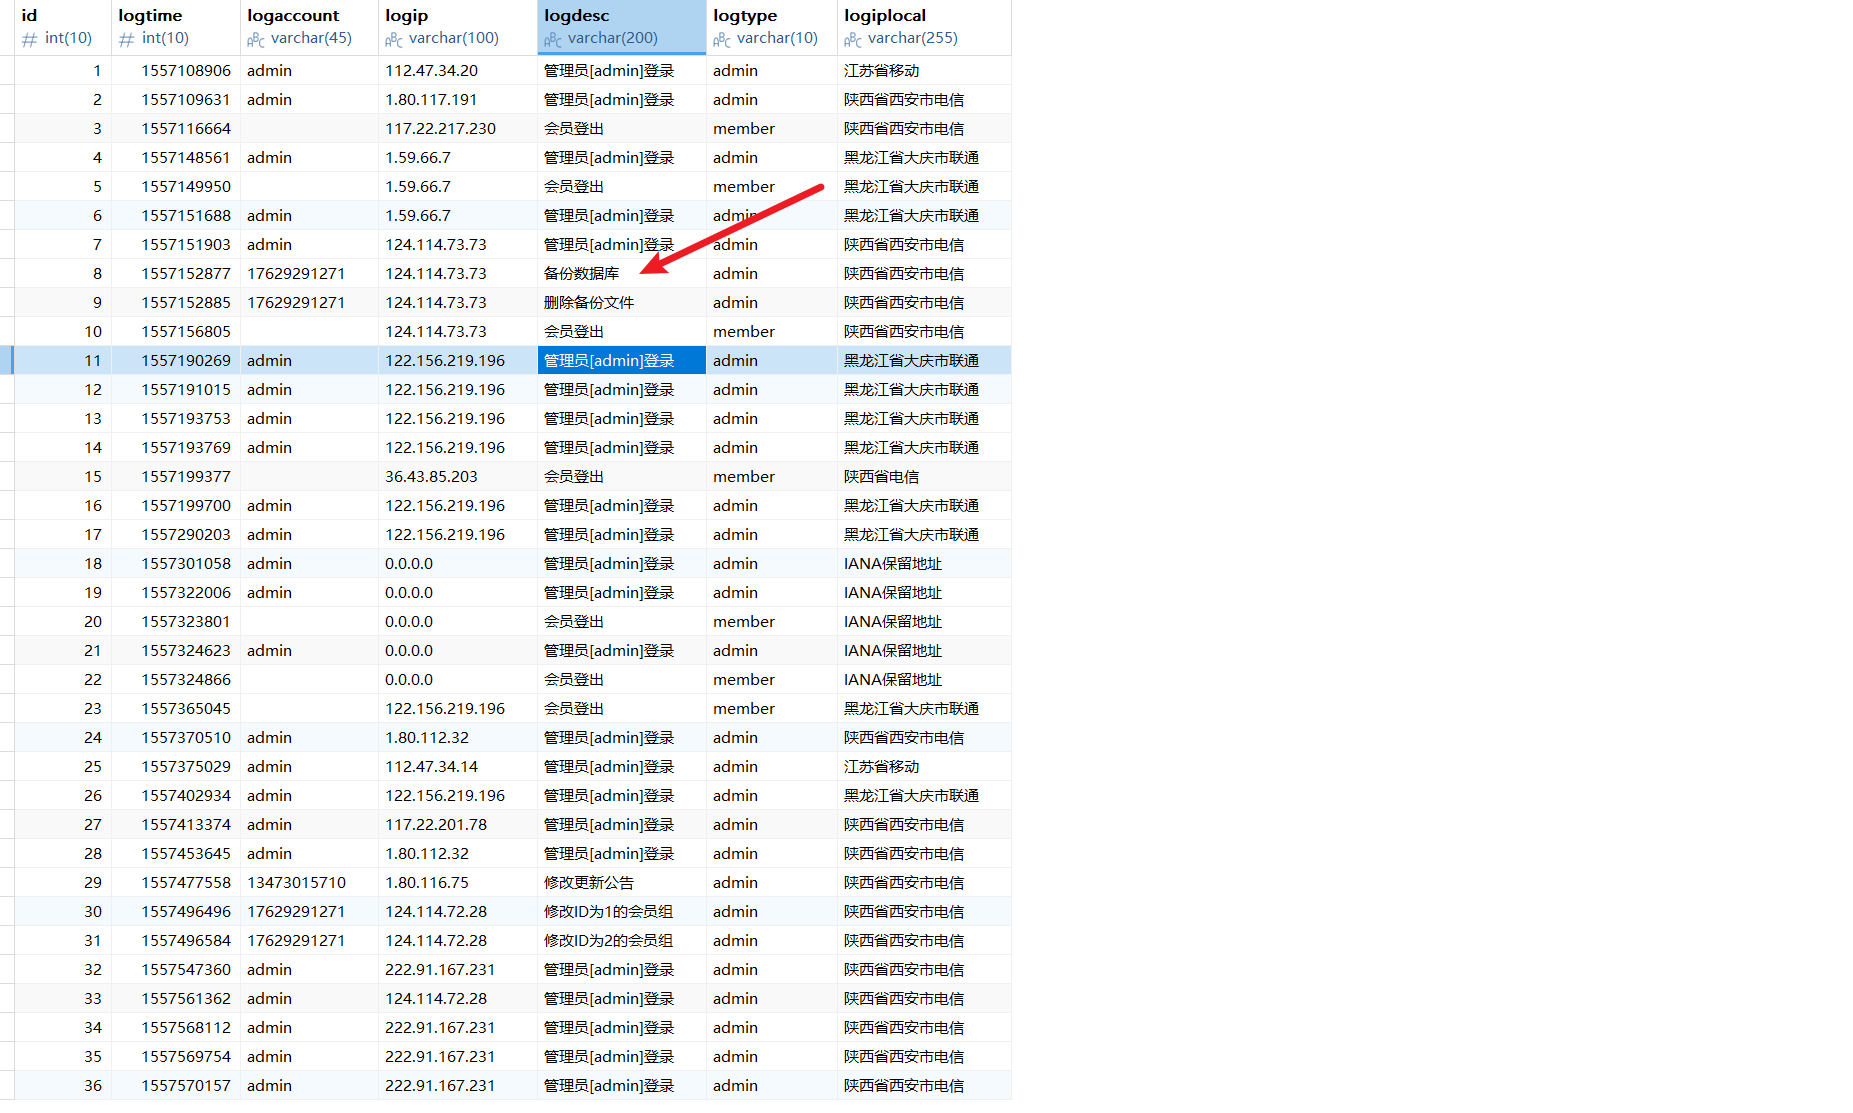 id logtime logaccount logip logdesc logtype logiplocal
# int(10) # int(10) ABC varchar(45) ABC varchar(100) ABC varchar(200) ABC varchar(10) ABC varchar(255)
1 1557108906 admin 112.47.34.20 管理员[admin]登录 admin 江苏省移动
2 1557109631 admin 1.80.117.191 管理员[admin]登录 admin 陕西省西安市电信
3 1557116664 117.22.217.230 会员登出 member 陕西省西安市电信
4 1557148561 admin 1.59.66.7 管理员[admin]登录 admin 黑龙江省大庆市联通
5 1557149950 1.59.66.7 会员登出 member 黑龙江省大庆市联通
6 1557151688 admin 1.59.66.7 管理员[admin]登录 admin 黑龙江省大庆市联通
7 1557151903 admin 124.114.73.73 管理员[admin]登录 admin 陕西省西安市电信
8 1557152877 17629291271 124.114.73.73 备份数据库 admin 陕西省西安市电信
9 1557152885 17629291271 124.114.73.73 删除备份文件 admin 陕西省西安市电信
10 1557156805 124.114.73.73 会员登出 member 陕西省西安市电信
11 1557190269 admin 122.156.219.196 管理员[admin]登录 admin 黑龙江省大庆市联通
12 1557191015 admin 122.156.219.196 管理员[admin]登录 admin 黑龙江省大庆市联通
13 1557193753 admin 122.156.219.196 管理员[admin]登录 admin 黑龙江省大庆市联通
14 1557193769 admin 122.156.219.196 管理员[admin]登录 admin 黑龙江省大庆市联通
15 1557199377 36.43.85.203 会员登出 member 陕西省电信
16 1557199700 admin 122.156.219.196 管理员[admin]登录 admin 黑龙江省大庆市联通
17 1557290203 admin 122.156.219.196 管理员[admin]登录 admin 黑龙江省大庆市联通
18 1557301058 admin 0.0.0.0 管理员[admin]登录 admin IANA保留地址
19 1557322006 admin 0.0.0.0 管理员[admin]登录 admin IANA保留地址
20 1557323801 0.0.0.0 会员登出 member IANA保留地址
21 1557324623 admin 0.0.0.0 管理员[admin]登录 admin IANA保留地址
22 1557324866 0.0.0.0 会员登出 member IANA保留地址
23 1557365045 122.156.219.196 会员登出 member 黑龙江省大庆市联通
24 1557370510 admin 1.80.112.32 管理员[admin]登录 admin 陕西省西安市电信
25 1557375029 admin 112.47.34.14 管理员[admin]登录 admin 江苏省移动
26 1557402934 admin 122.156.219.196 管理员[admin]登录 admin 黑龙江省大庆市联通
27 1557413374 admin 117.22.201.78 管理员[admin]登录 admin 陕西省西安市电信
28 1557453645 admin 1.80.112.32 管理员[admin]登录 admin 陕西省西安市电信
29 1557477558 13473015710 1.80.116.75 修改更新公告 admin 陕西省西安市电信
30 1557496496 17629291271 124.114.72.28 修改ID为1的会员组 admin 陕西省西安市电信
31 1557496584 17629291271 124.114.72.28 修改ID为2的会员组 admin 陕西省西安市电信
32 1557547360 admin 222.91.167.231 管理员[admin]登录 admin 陕西省西安市电信
33 1557561362 admin 124.114.72.28 管理员[admin]登录 admin 陕西省西安市电信
34 1557568112 admin 222.91.167.231 管理员[admin]登录 admin 陕西省西安市电信
35 1557569754 admin 222.91.167.231 管理员[admin]登录 admin 陕西省西安市电信
36 1557570157 admin 222.91.167.231 管理员[admin]登录 admin 陕西省西安市电信